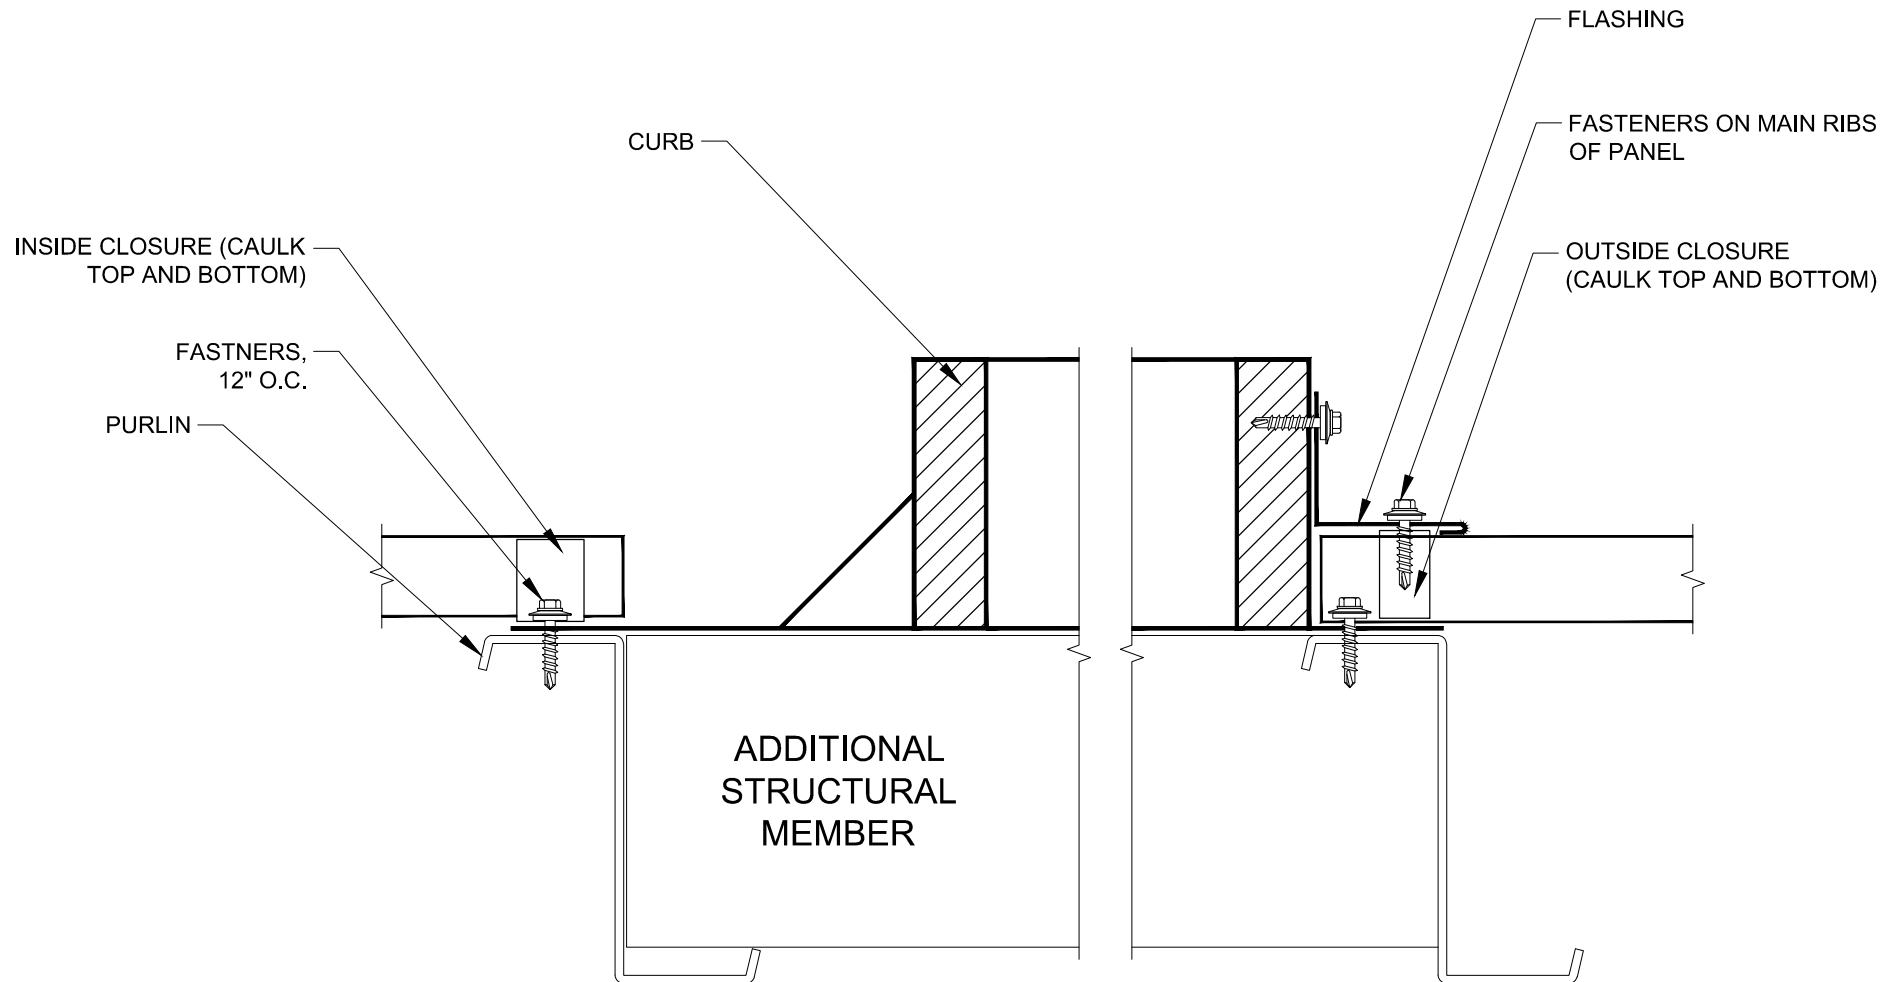 FLASHING
FASTENERS ON MAIN RIBS
OF PANEL
CURB
INSIDE CLOSURE (CAULK
TOP AND BOTTOM)
OUTSIDE CLOSURE
(CAULK TOP AND BOTTOM)
FASTNERS,
12" O.C.
PURLIN
ADDITIONAL
STRUCTURAL
MEMBER